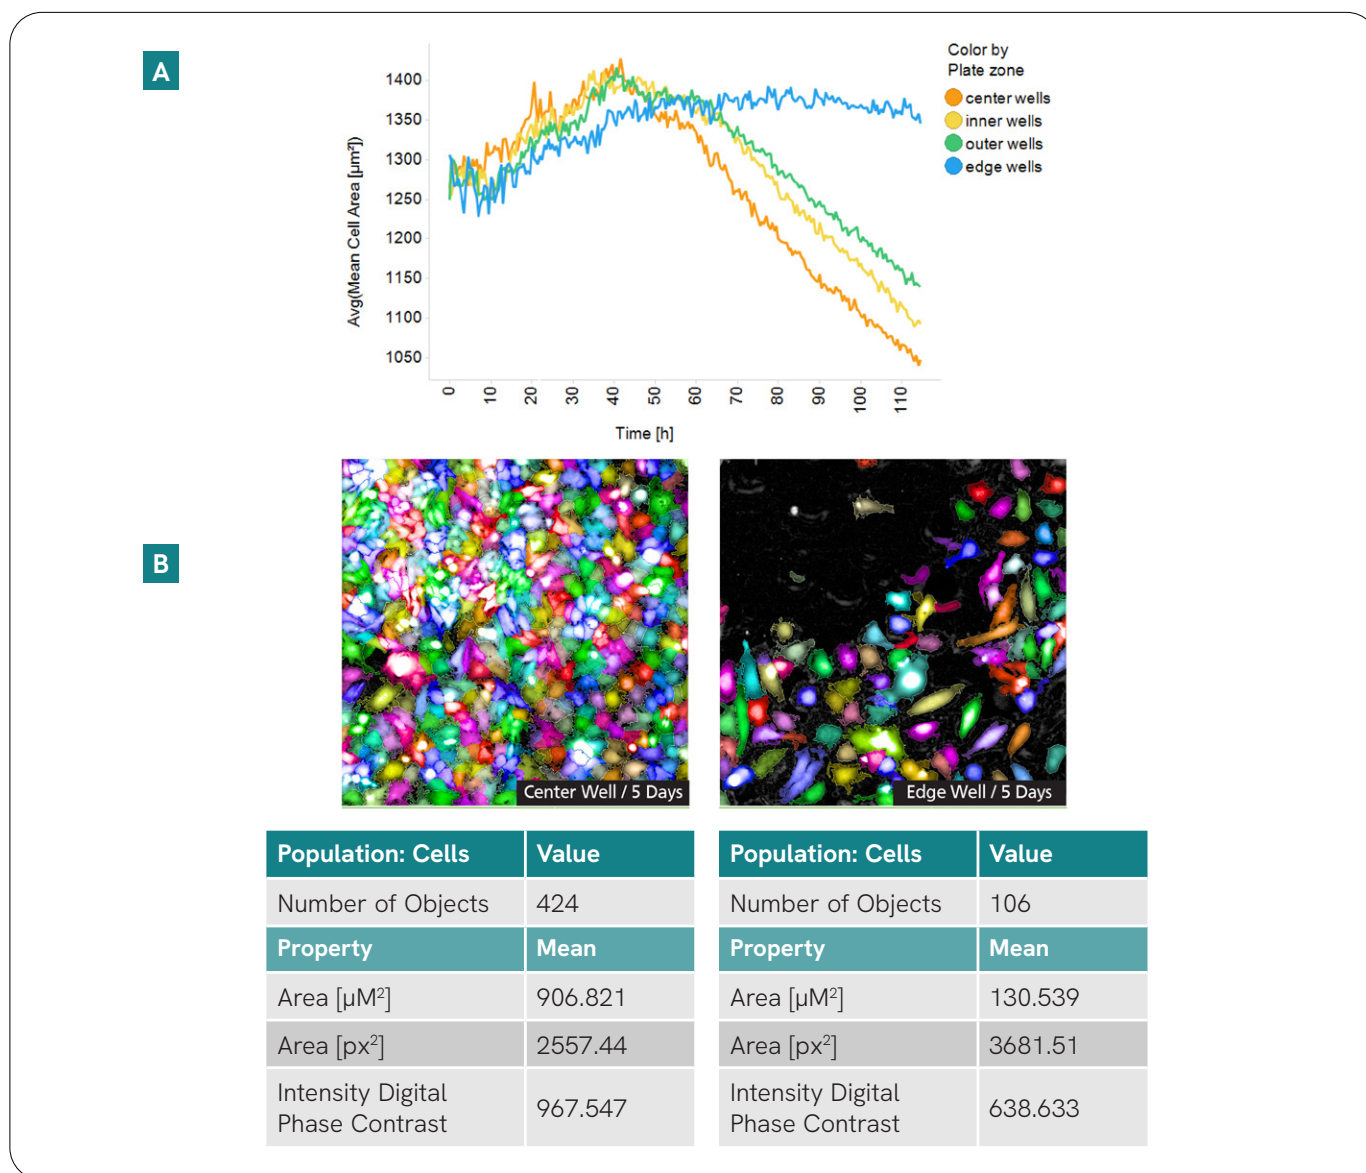 A
Color by
Plate zone
center wells
inner wells
outer wells
edge wells
Avg(Mean Cell Area [µm²])
1400
1350
1300
1250
1200
1150
1100
1050
0 10 20 30 40 50 60 70 80 90 100 110
Time [h]
B
Center Well / 5 Days
Edge Well / 5 Days
Population: Cells Value
Number of Objects 424
Property Mean
Area [µM²] 906.821
Area [px²] 2557.44
Intensity Digital
Phase Contrast 967.547
Population: Cells Value
Number of Objects 106
Property Mean
Area [µM²] 130.539
Area [px²] 3681.51
Intensity Digital
Phase Contrast 638.633